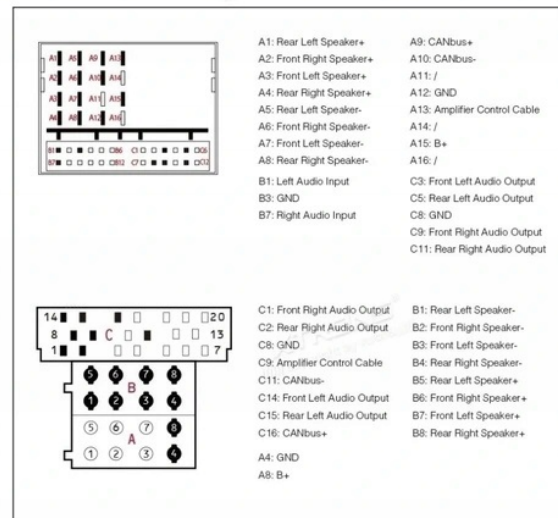 A1 A5 A9 A13
A2 A6 A10 A14
A3 A7 A11 A15
A4 A8 A12 A16
B1 B6 C1 C6
B7 B12 C7 C12
A1: Rear Left Speaker+
A2: Front Right Speaker+
A3: Front Left Speaker+
A4: Rear Right Speaker+
A5: Rear Left Speaker-
A6: Front Right Speaker-
A7: Front Left Speaker-
A8: Rear Right Speaker-
B1: Left Audio Input
B3: GND
B7: Right Audio Input
A9: CANbus+
A10: CANbus-
A11: /
A12: GND
A13: Amplifier Control Cable
A14: /
A15: B+
A16: /
C3: Front Left Audio Output
C5: Rear Left Audio Output
C8: GND
C9: Front Right Audio Output
C11: Rear Right Audio Output
14 20
8 C 13
1 7
5 6 7 8
B
1 2 3 4
5 6 7 8
A
1 2 3 4
C1: Front Right Audio Output
C2: Rear Right Audio Output
C8: GND
C9: Amplifier Control Cable
C11: CANbus-
C14: Front Left Audio Output
C15: Rear Left Audio Output
C16: CANbus+
A4: GND
A8: B+
B1: Rear Left Speaker-
B2: Front Right Speaker-
B3: Front Left Speaker-
B4: Rear Right Speaker-
B5: Rear Left Speaker+
B6: Front Right Speaker+
B7: Front Left Speaker+
B8: Rear Right Speaker+